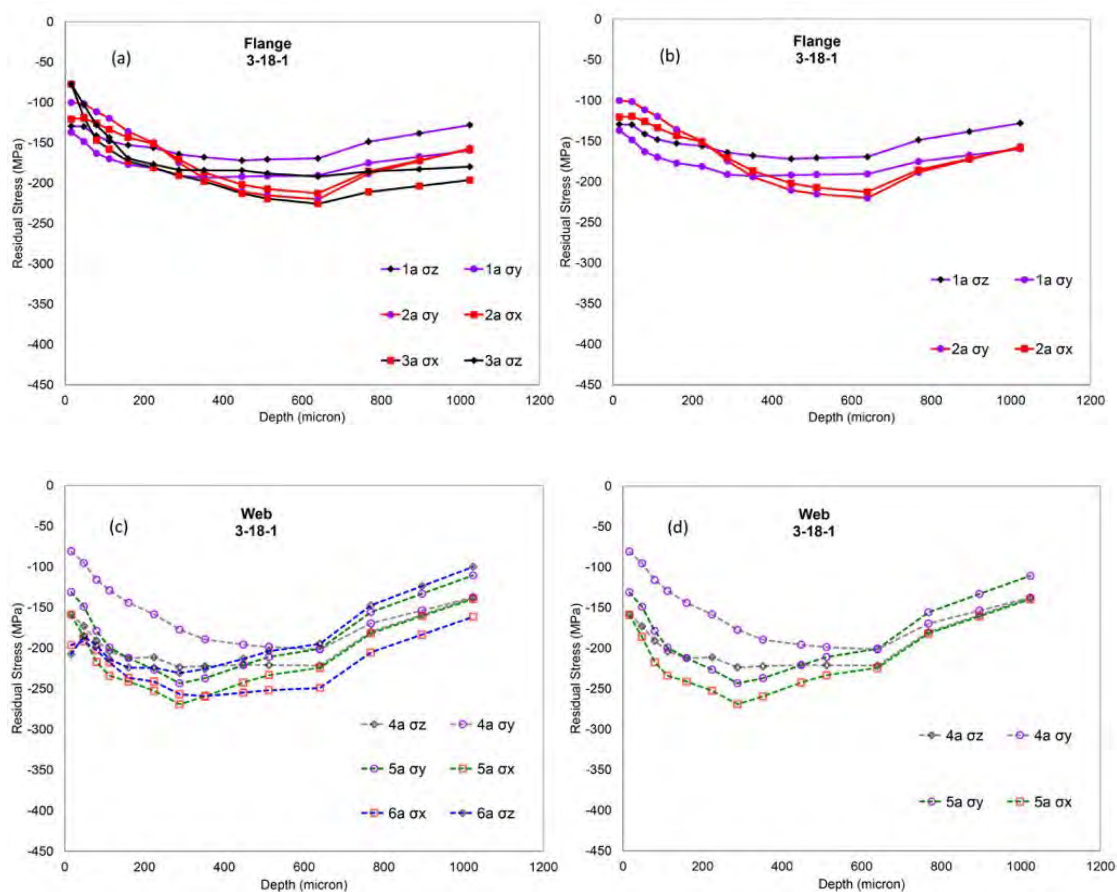 0
-50
-100
-150
-200
-250
-300
-350
-400
-450
Residual Stress (MPa)
(a)
Flange
3-18-1
1a σz 1a σy
2a σy 2a σx
3a σx 3a σz
0 200 400 600 800 1000 1200
Depth (micron)
0
-50
-100
-150
-200
-250
-300
-350
-400
-450
Residual Stress (MPa)
(b)
Flange
3-18-1
1a σz 1a σy
2a σy 2a σx
0 200 400 600 800 1000 1200
Depth (micron)
0
-50
-100
-150
-200
-250
-300
-350
-400
-450
Residual Stress (MPa)
(c)
Web
3-18-1
4a σz 4a σy
5a σy 5a σx
6a σx 6a σz
0 200 400 600 800 1000 1200
Depth (micron)
0
-50
-100
-150
-200
-250
-300
-350
-400
-450
Residual Stress (MPa)
(d)
Web
3-18-1
4a σz 4a σy
5a σy 5a σx
0 200 400 600 800 1000 1200
Depth (micron)